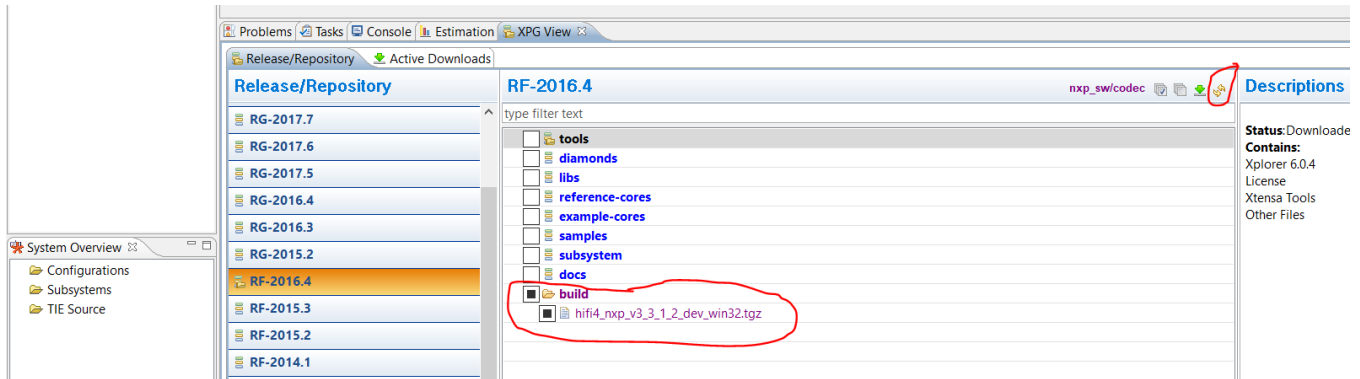 Problems Tasks Console Estimation XPG View
Release/Repository Active Downloads
Release/Repository
RG-2017.7
RG-2017.6
RG-2017.5
RG-2016.4
RG-2016.3
RG-2015.2
RF-2016.4
RF-2015.3
RF-2015.2
RF-2014.1
RF-2016.4 nxp_sw/codec
type filter text
tools
diamonds
libs
reference-cores
example-cores
samples
subsystem
docs
build
hifi4_nxp_v3_3_1_2_dev_win32.tgz
Descriptions
Status:Downloade
Contains:
Xplorer 6.0.4
License
Xtensa Tools
Other Files
System Overview
Configurations
Subsystems
TIE Source